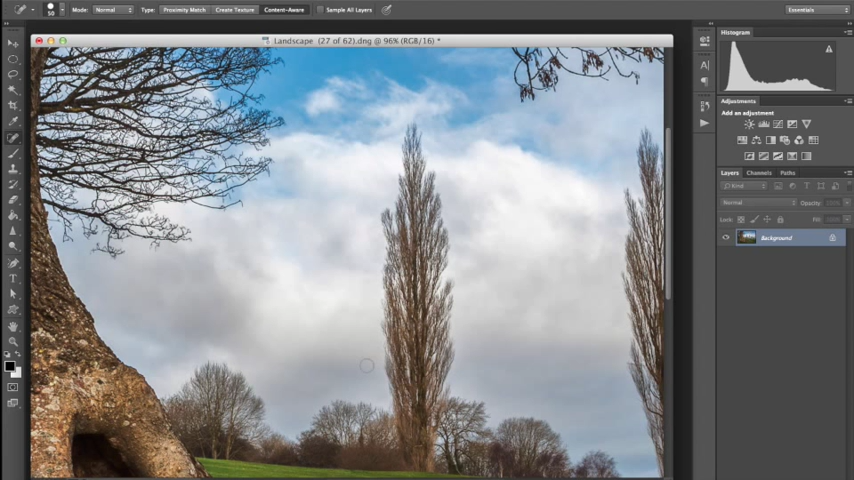 50
Mode: Normal Type: Proximity Match Create Texture Content-Aware Sample All Layers Essentials
Landscape (27 of 62).dng @ 96% (RGB/16) *
Histogram
Adjustments
Add an adjustment
Layers Channels Paths
Kind
Normal Opacity:
Lock: Fill:
Background